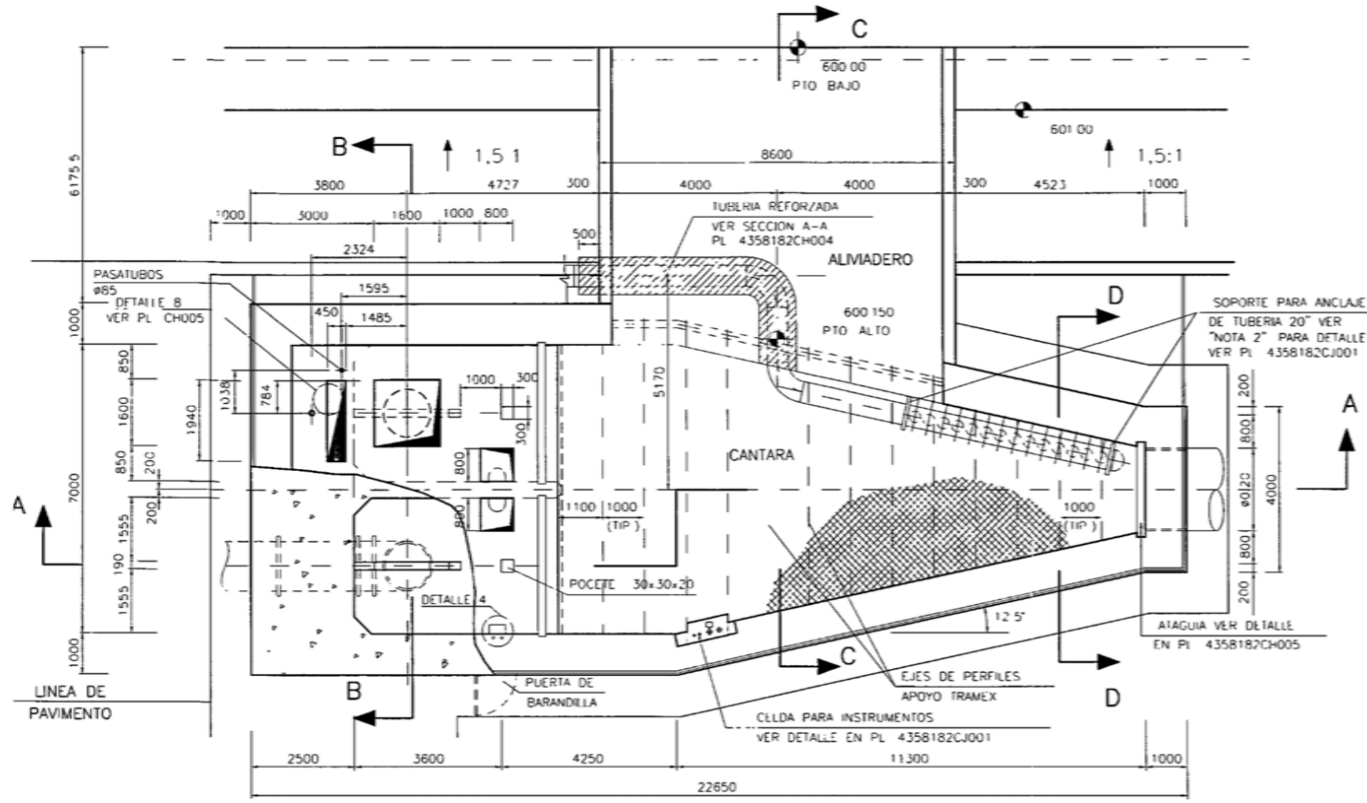 C
600 00
PTO BAJO
601 00
B
1,5 1
8600
1,5:1
6175 5
3800
4727
300
4000
4000
300
4523
1000
1000
3000
1600
1000
800
TUBERIA REFORZADA
VER SECCION A-A
PL 4358182CH004
500
2324
ALIVIADERO
PASATUBOS
ø85
DETALLE 8
VER PL CH005
1595
450
1485
D
SOPORTE PARA ANCLAJE
DE TUBERIA 20" VER
"NOTA 2" PARA DETALLE
VER PL 4358182CJ001
600 150
PTO ALTO
1000
850
1038
784
1000
300
5170
200
A
1940
1600
300
800
4000
CANTARA
850
200
800
7000
1100
1000
(TIP )
1000
(TIP )
A
200
1555
800
190
POCETE 30x30x20
800
1555
DETALLE 4
200
12 5°
1000
ATAGUIA VER DETALLE
EN PL 4358182CH005
C
D
B
PUERTA DE
BARANDILLA
EJES DE PERFILES
APOYO TRAMEX
LINEA DE
PAVIMENTO
CELDA PARA INSTRUMENTOS
VER DETALLE EN PL 4358182CJ001
2500
3600
4250
11300
1000
22650